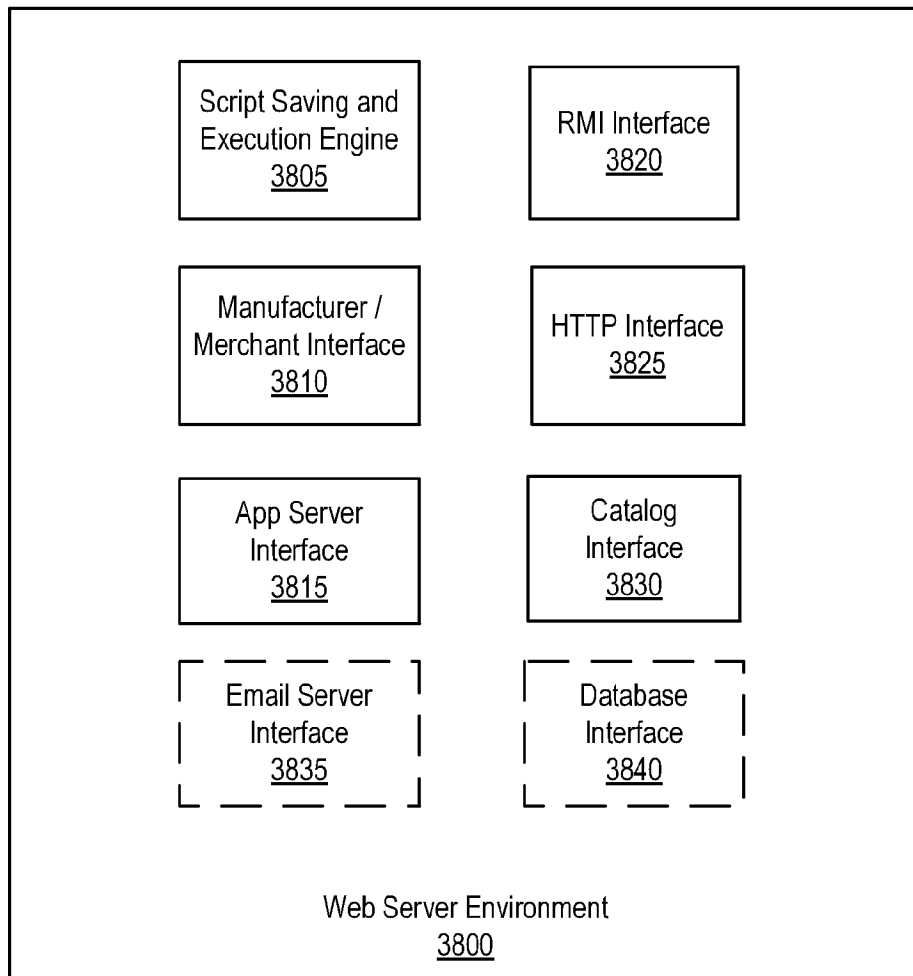 Script Saving and
Execution Engine
3805
RMI Interface
3820
Manufacturer /
Merchant Interface
3810
HTTP Interface
3825
App Server
Interface
3815
Catalog
Interface
3830
Email Server
Interface
3835
Database
Interface
3840
Web Server Environment
3800